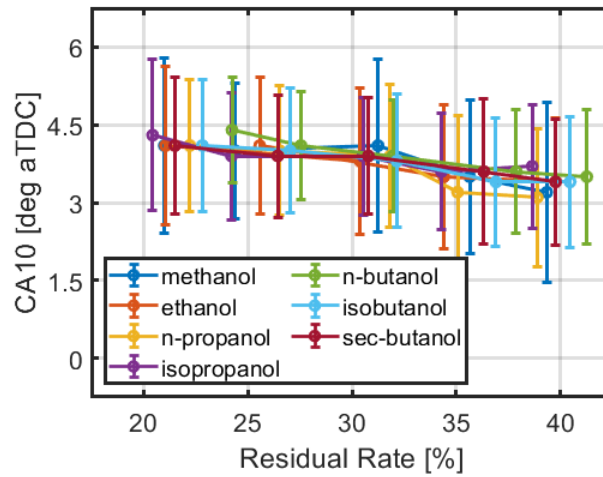 6
4.5
3
1.5
0
CA10 [deg aTDC]
methanol
ethanol
n-propanol
isopropanol
n-butanol
isobutanol
sec-butanol
20 25 30 35 40
Residual Rate [%]